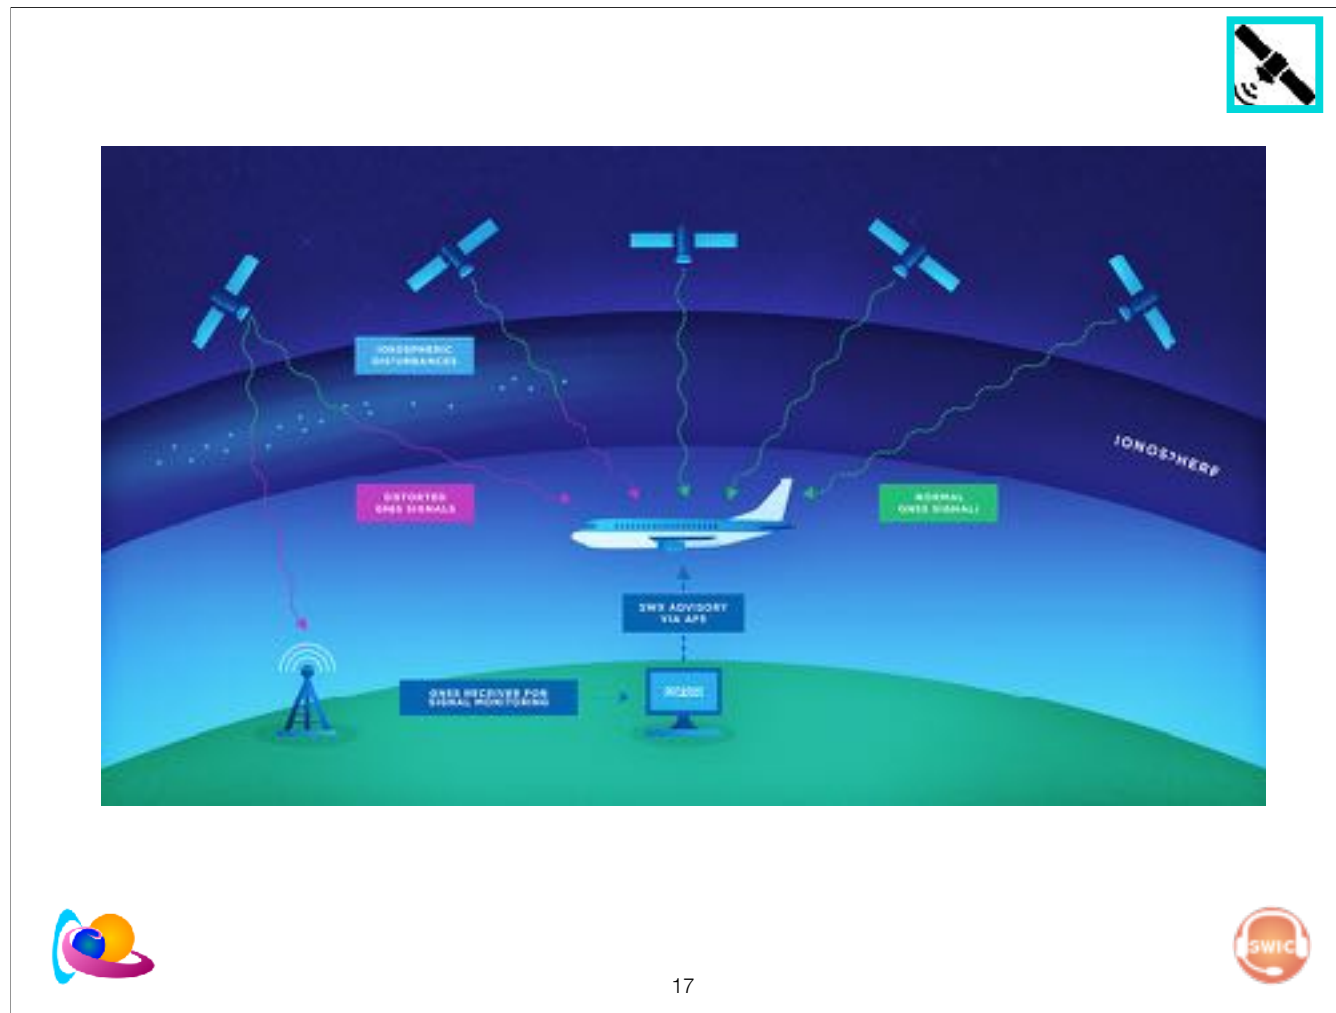 IONOSPHERIC
DISTURBANCES
IONOSPHERE
DISTORTED
GNSS SIGNALS
NORMAL
GNSS SIGNALS
SWX ADVISORY
VIA AFS
GNSS RECEIVER FOR
SIGNAL MONITORING
SWIC
17